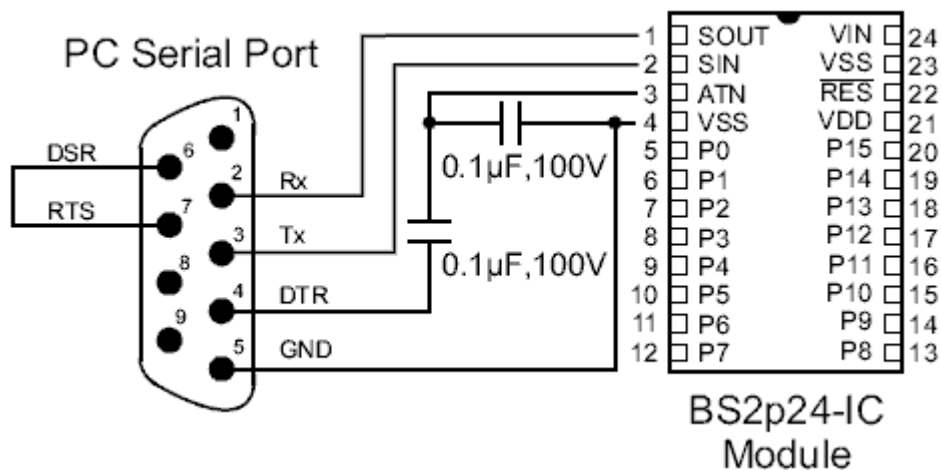 PC Serial Port
DSR
RTS
1
6
2
7
3
8
4
9
5
Rx
Tx
DTR
GND
0.1µF,100V
0.1µF,100V
1 SOUT VIN 24
2 SIN VSS 23
3 ATN RES 22
4 VSS VDD 21
5 P0 P15 20
6 P1 P14 19
7 P2 P13 18
8 P3 P12 17
9 P4 P11 16
10 P5 P10 15
11 P6 P9 14
12 P7 P8 13
BS2p24-IC
Module